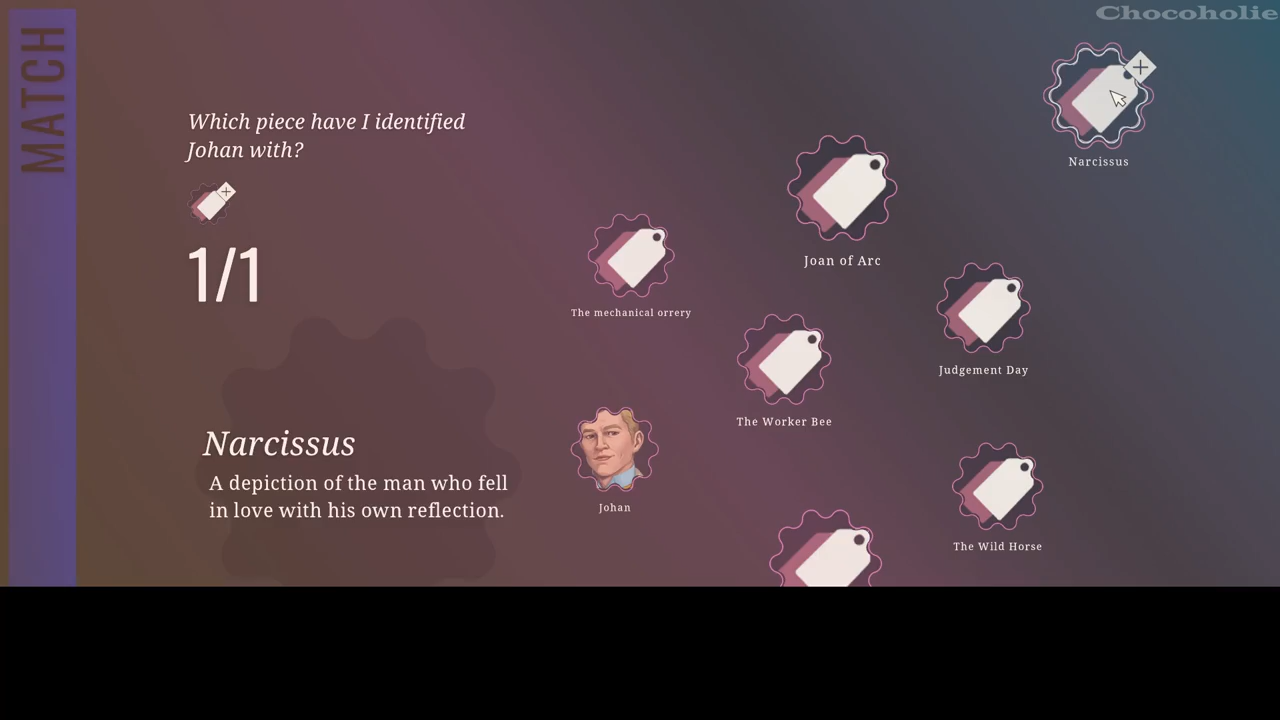 MATCH
Chocoholie
Which piece have I identified
Johan with?
1/1
Narcissus
A depiction of the man who fell
in love with his own reflection.
Narcissus
Joan of Arc
The mechanical orrery
Judgement Day
The Worker Bee
Johan
The Wild Horse